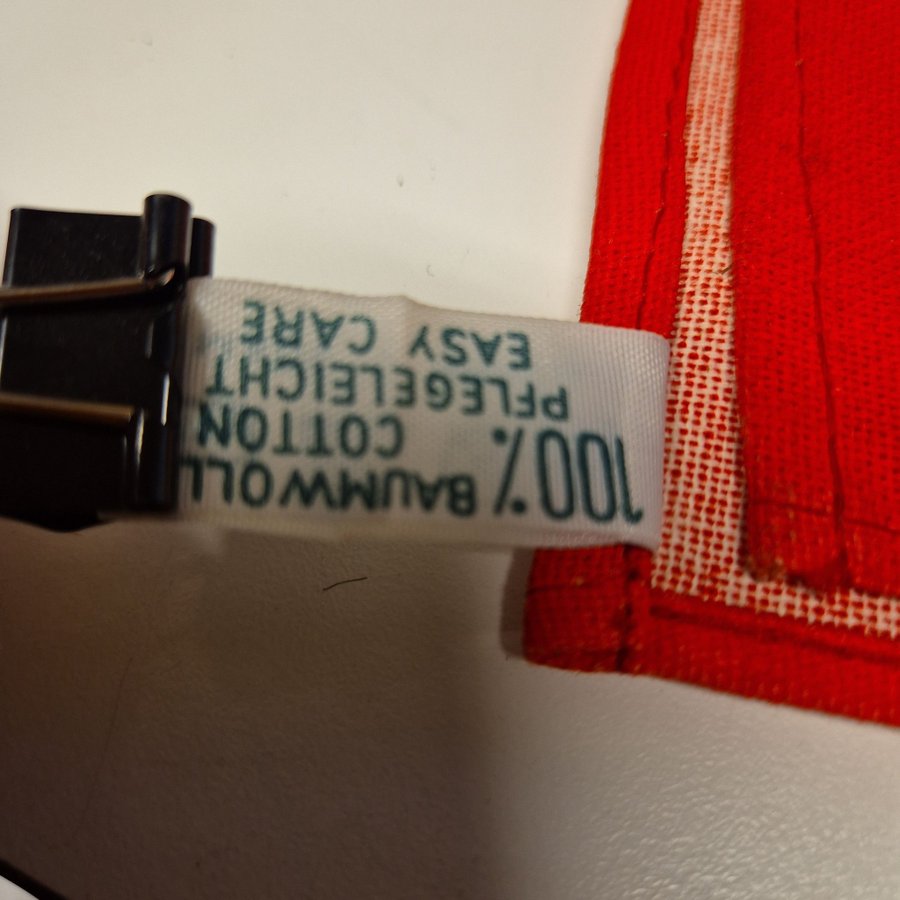 100% BAUMWOLL
COTTON
PFLEGELEICHT
EASY CARE